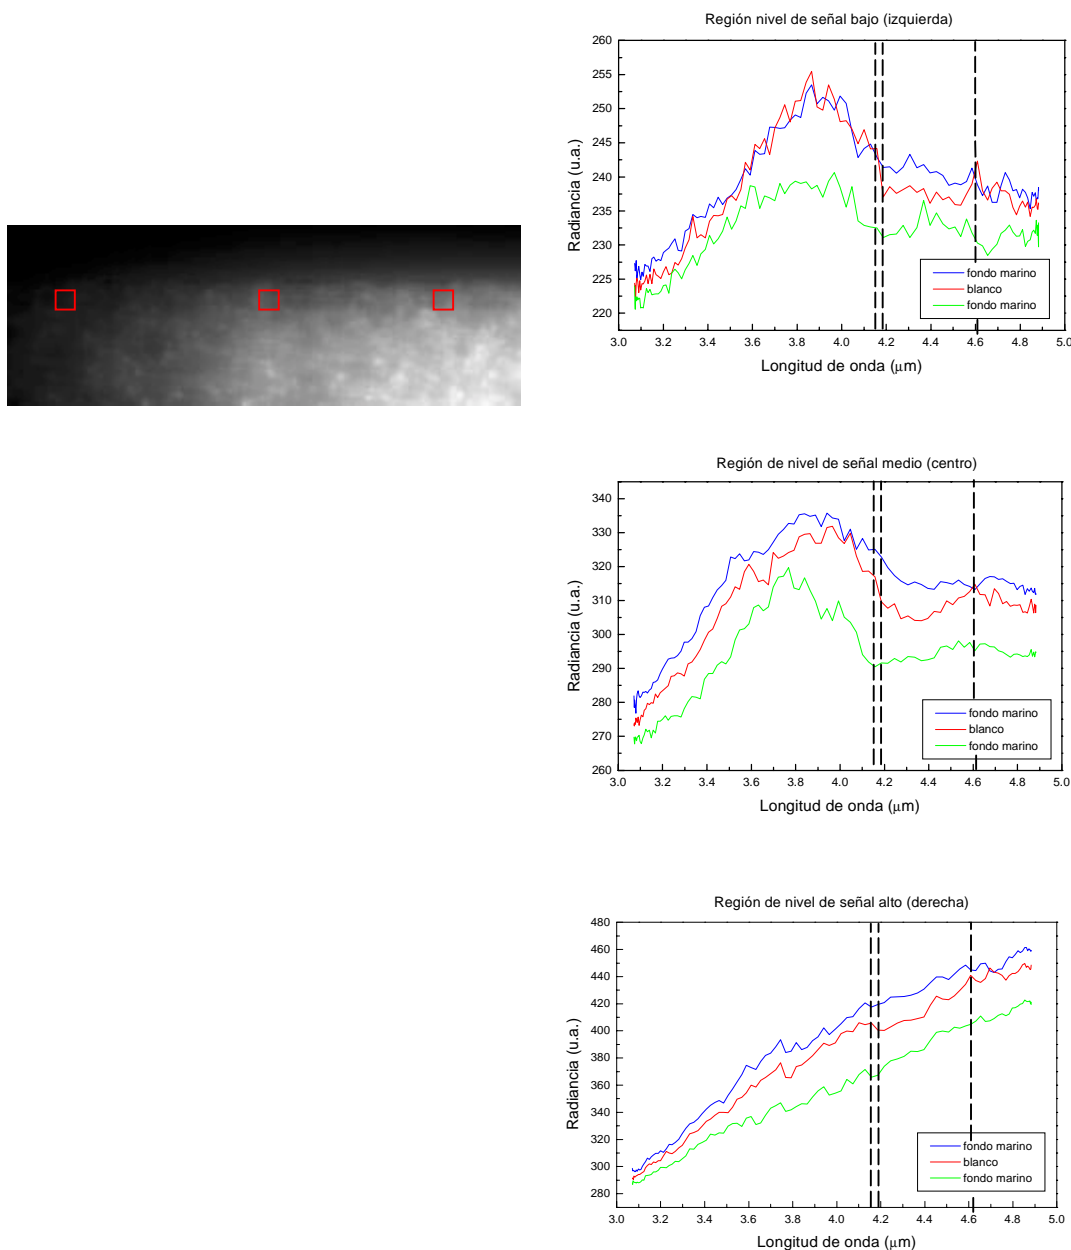 Región nivel de señal bajo (izquierda)
260
255
250
245
240
235
230
225
220
Radiancia (u.a.)
3.0 3.2 3.4 3.6 3.8 4.0 4.2 4.4 4.6 4.8 5.0
Longitud de onda (μm)
fondo marino
blanco
fondo marino
Región de nivel de señal medio (centro)
340
330
320
310
300
290
280
270
260
Radiancia (u.a.)
3.0 3.2 3.4 3.6 3.8 4.0 4.2 4.4 4.6 4.8 5.0
Longitud de onda (μm)
fondo marino
blanco
fondo marino
Región de nivel de señal alto (derecha)
480
460
440
420
400
380
360
340
320
300
280
Radiancia (u.a.)
3.0 3.2 3.4 3.6 3.8 4.0 4.2 4.4 4.6 4.8 5.0
Longitud de onda (μm)
fondo marino
blanco
fondo marino